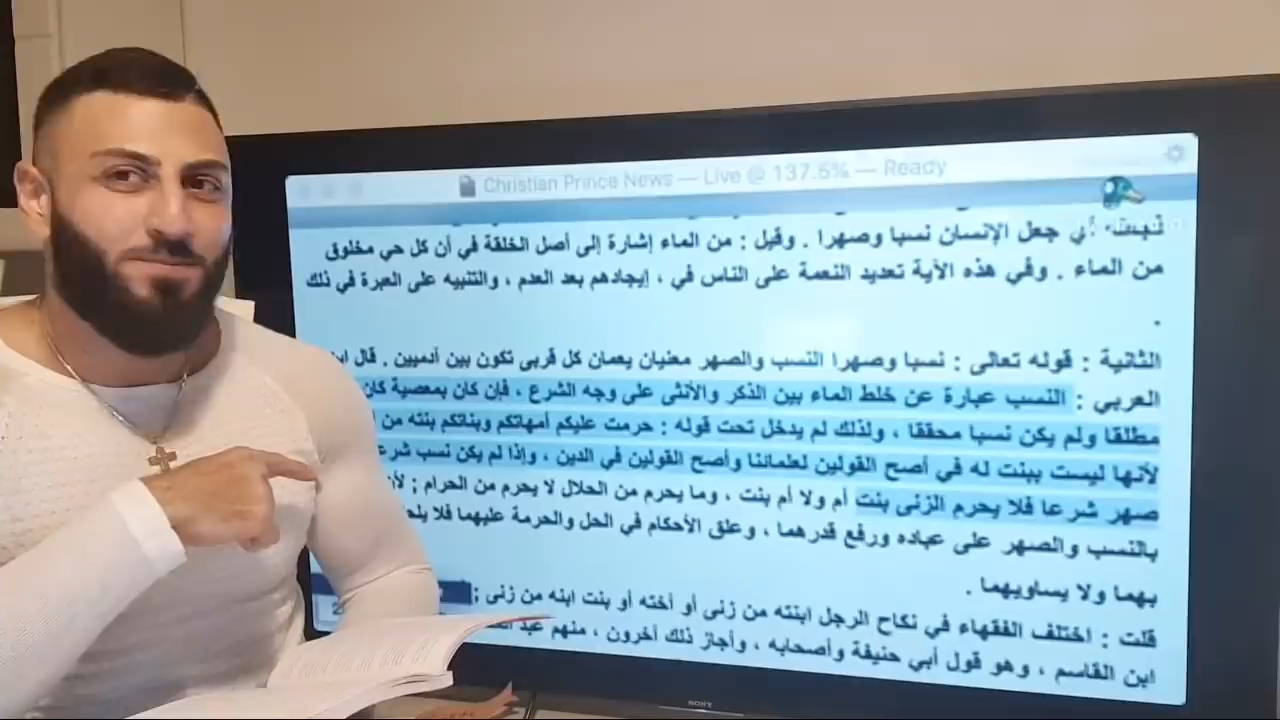 Christian Prince News — Live @ 137.5% — Ready
أي جعل الإنسان نسبا وصهرا . وقيل : من الماء إشارة إلى أصل الخلقة في أن كل حي مخلوق
من الماء . وفي هذه الآية تعديد النعمة على الناس في ، إيجادهم بعد العدم ، والتنبيه على العبرة في ذلك
.
الثانية : قوله تعالى : نسبا وصهرا النسب والصهر معنيان يعمان كل قربى تكون بين آدميين . قال
العربي : النسب عبارة عن خلط الماء بين الذكر والأنثى على وجه الشرع ، فإن كان بمعصية كان
مطلقا ولم يكن نسبا محققا ، ولذلك لم يدخل تحت قوله : حرمت عليكم أمهاتكم وبناتكم بنته من
لأنها ليست ببنت له في أصح القولين لعلمائنا وأصح القولين في الدين ، وإذا لم يكن نسب شرعا
صهر شرعا فلا يحرم الزنى بنت أم ولا أم بنت ، وما يحرم من الحلال لا يحرم من الحرام ;
بالنسب والصهر على عباده ورفع قدرهما ، وعلق الأحكام في الحل والحرمة عليهما فلا
بهما ولا يساويهما .
قلت : اختلف الفقهاء في نكاح الرجل ابنته من زنى أو أخته أو بنت ابنه من زنى ;
ابن القاسم ، وهو قول أبي حنيفة وأصحابه ، وأجاز ذلك آخرون ، منهم
SONY